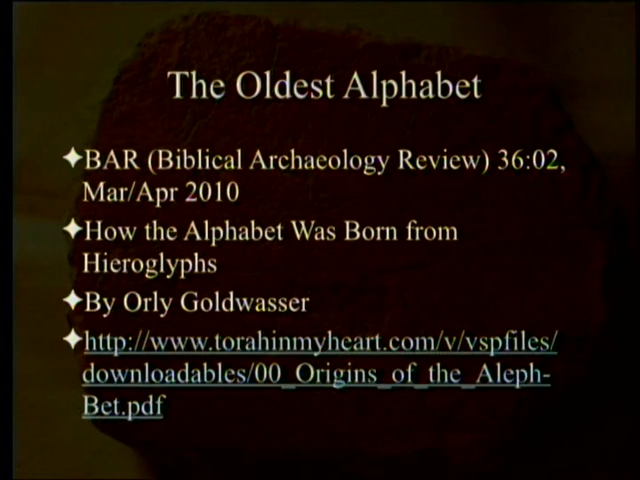 The Oldest Alphabet
✦BAR (Biblical Archaeology Review) 36:02,
Mar/Apr 2010
✦How the Alphabet Was Born from
Hieroglyphs
✦By Orly Goldwasser
✦http://www.torahinmyheart.com/v/vspfiles/
downloadables/00_Origins_of_the_Aleph-
Bet.pdf